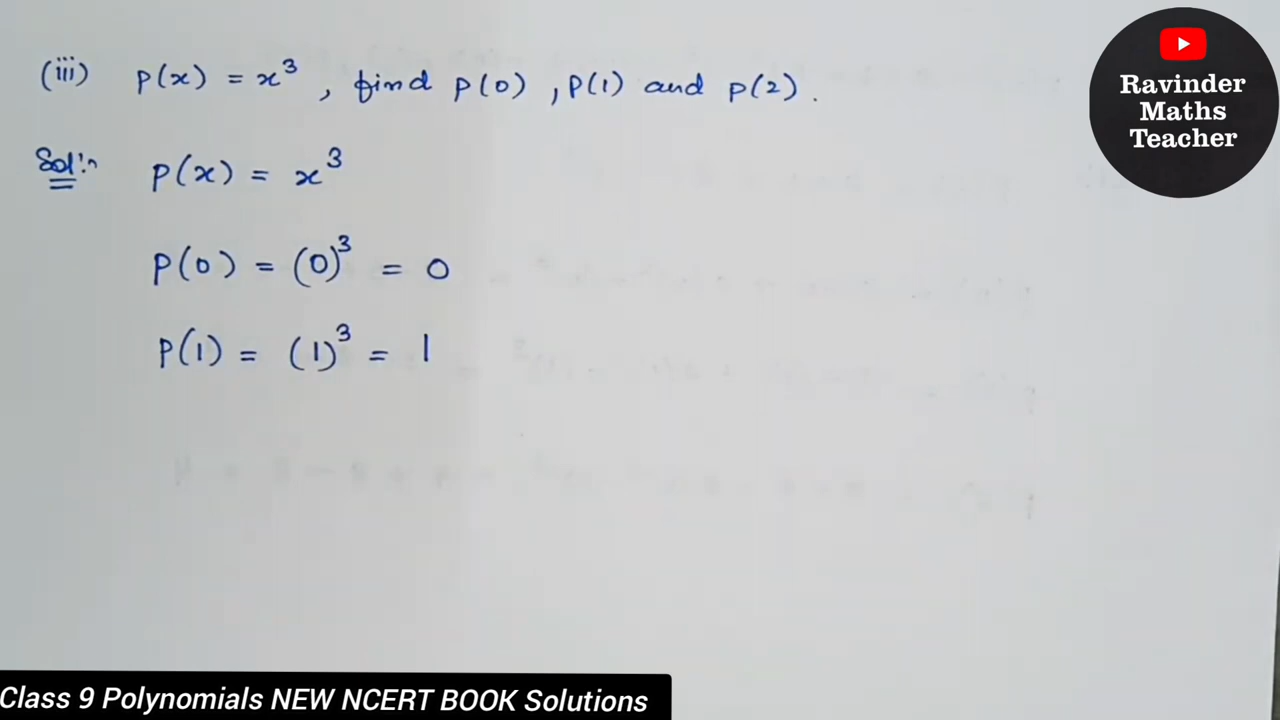 (iii) p(x) = x³, find p(0), p(1) and p(2).
Ravinder
Maths
Teacher
Sol:n p(x) = x³
p(0) = (0)³ = 0
p(1) = (1)³ = 1
Class 9 Polynomials NEW NCERT BOOK Solutions